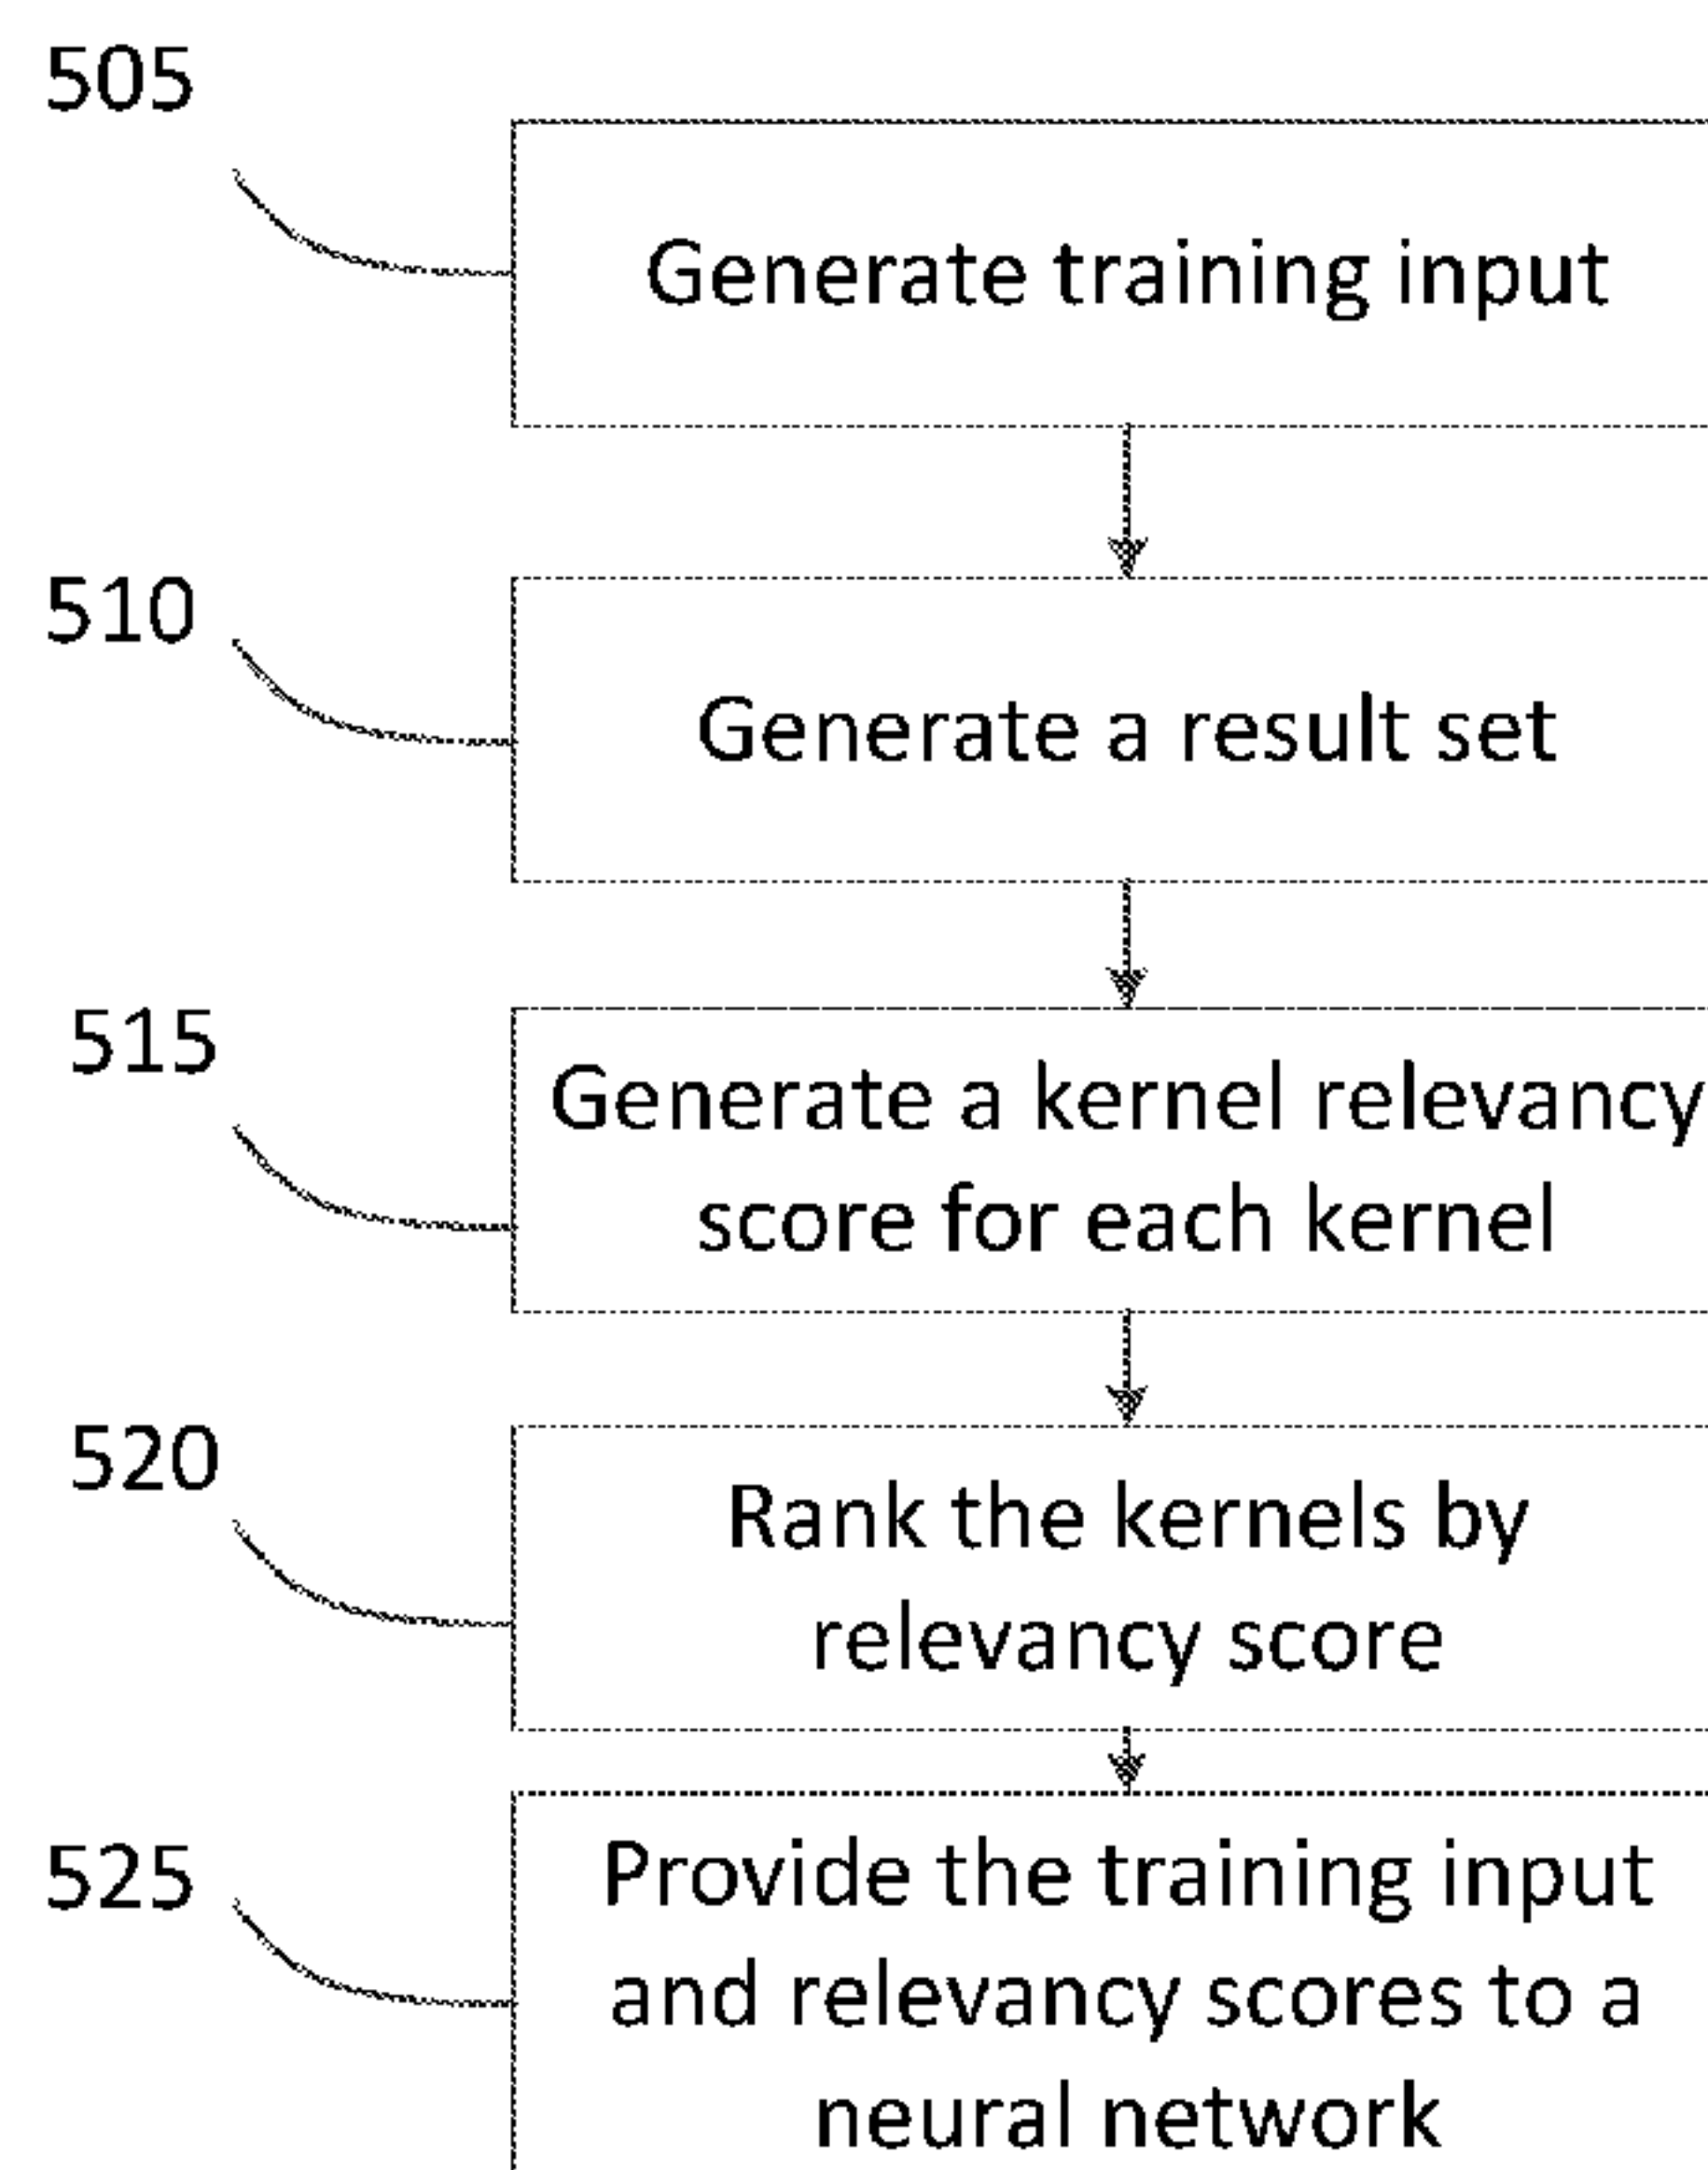 505
Generate training input
510
Generate a result set
515
Generate a kernel relevancy
score for each kernel
520
Rank the kernels by
relevancy score
525
Provide the training input
and relevancy scores to a
neural network